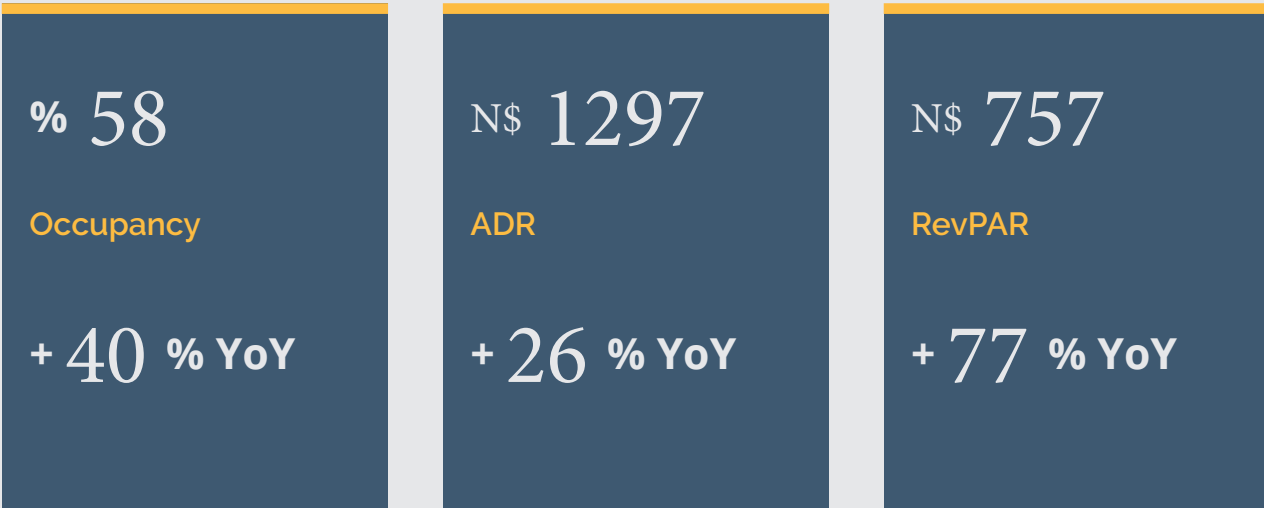 % 58
Occupancy
+ 40 % YoY
N$ 1297
ADR
+ 26 % YoY
N$ 757
RevPAR
+ 77 % YoY